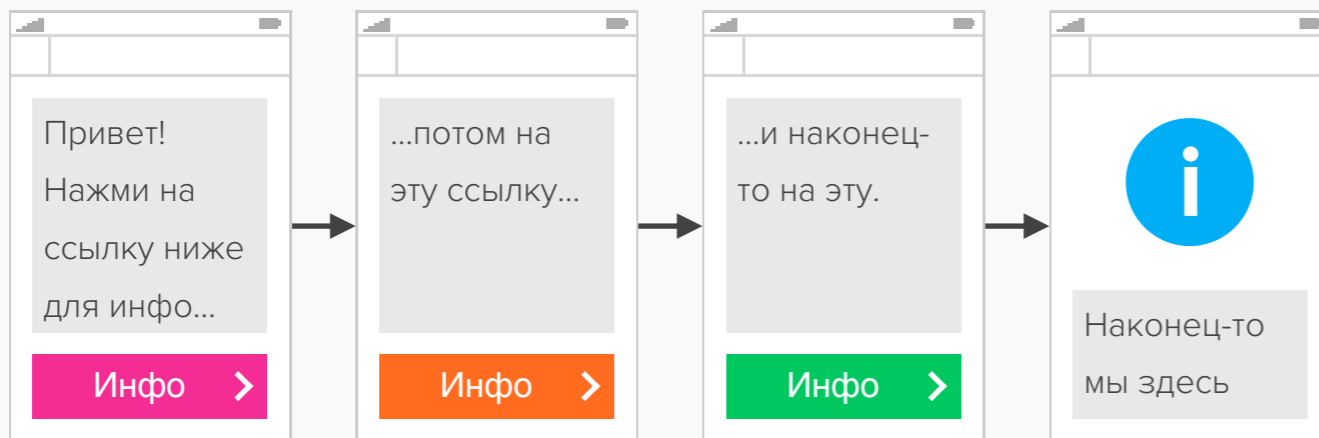 Привет!
Нажми на
ссылку ниже
для инфо...
Инфо
...потом на
эту ссылку...
Инфо
...и наконец-
то на эту.
Инфо
i
Наконец-то
мы здесь